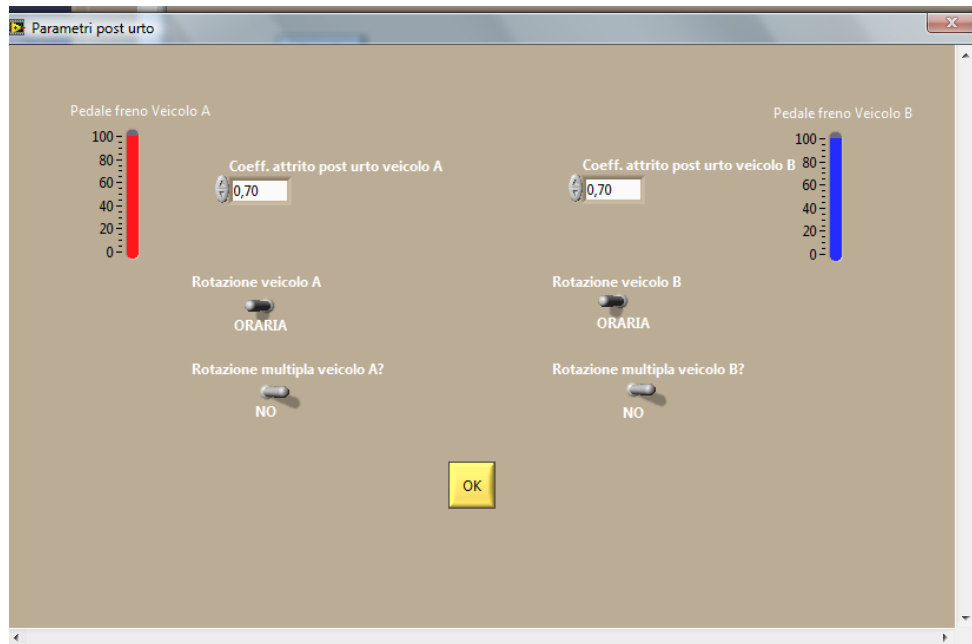 Parametri post urto
X
Pedale freno Veicolo A
100
80
60
40
20
0
Coeff. attrito post urto veicolo A
0,70
Coeff. attrito post urto veicolo B
0,70
Pedale freno Veicolo B
100
80
60
40
20
0
Rotazione veicolo A
ORARIA
Rotazione veicolo B
ORARIA
Rotazione multipla veicolo A?
NO
Rotazione multipla veicolo B?
NO
OK